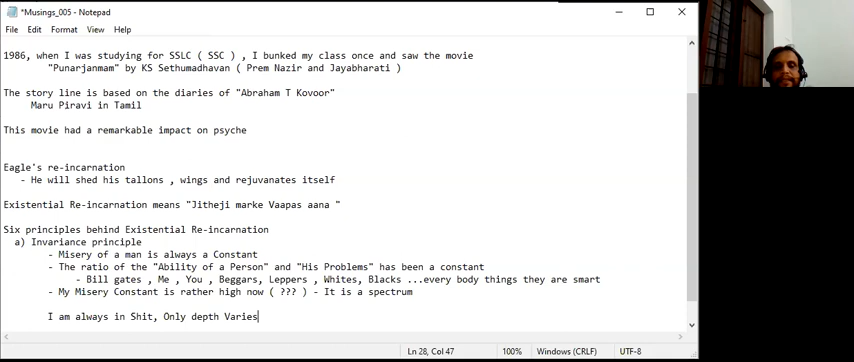 *Musings_005 - Notepad
File Edit Format View Help
1986, when I was studying for SSLC ( SSC ) , I bunked my class once and saw the movie
"Punarjanmam" by KS Sethumadhavan ( Prem Nazir and Jayabharati )
The story line is based on the diaries of "Abraham T Kovoor"
Maru Piravi in Tamil
This movie had a remarkable impact on psyche
Eagle's re-incarnation
- He will shed his tallons , wings and rejuvanates itself
Existential Re-incarnation means "Jitheji marke Vaapas aana "
Six principles behind Existential Re-incarnation
a) Invariance principle
- Misery of a man is always a Constant
- The ratio of the "Ability of a Person" and "His Problems" has been a constant
- Bill gates , Me , You , Beggars, Leppers , Whites, Blacks ...every body things they are smart
- My Misery Constant is rather high now ( ??? ) - It is a spectrum
I am always in Shit, Only depth Varies
Ln 28, Col 47 100% Windows (CRLF) UTF-8